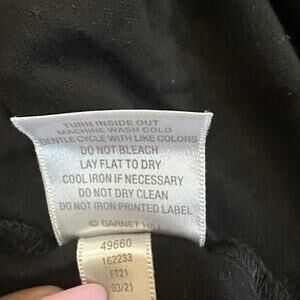 TURN INSIDE OUT
MACHINE WASH COLD
GENTLE CYCLE WITH LIKE COLORS
DO NOT BLEACH
LAY FLAT TO DRY
COOL IRON IF NECESSARY
DO NOT DRY CLEAN
DO NOT IRON PRINTED LABEL
© GARNET HILL
49660
162233
FT21
03/21